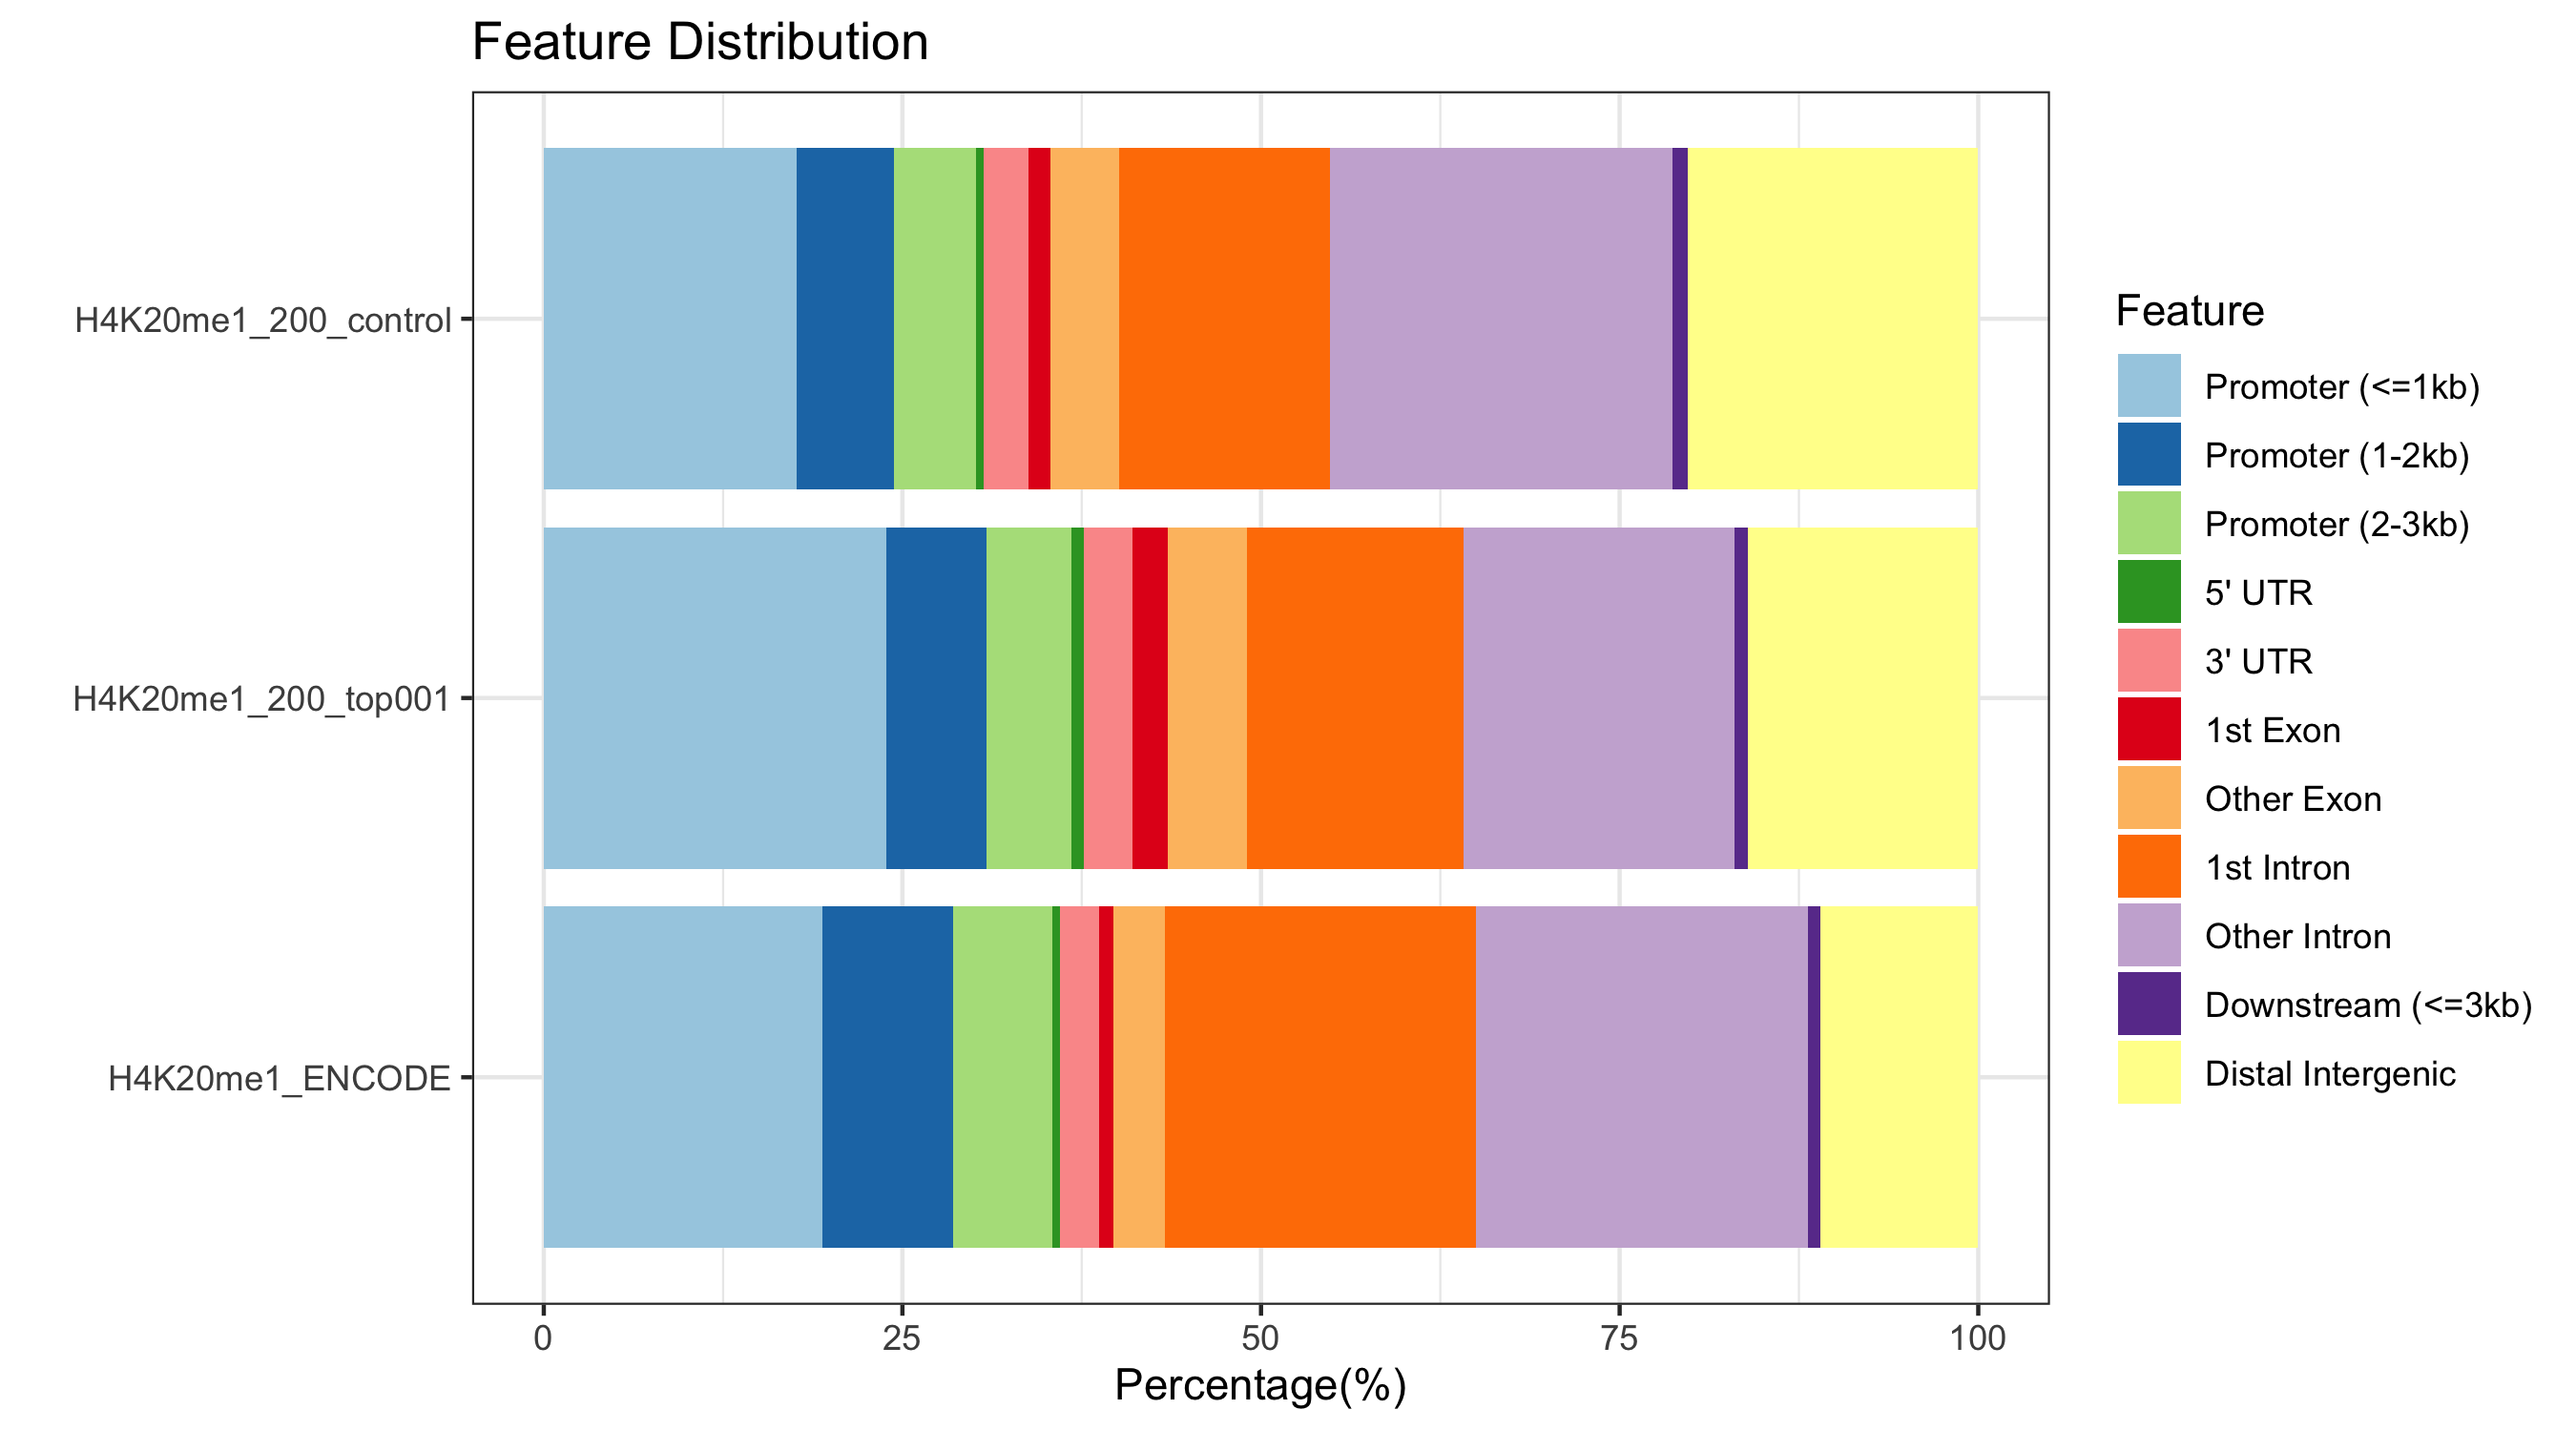 Feature Distribution
H4K20me1_200_control
H4K20me1_200_top001
H4K20me1_ENCODE
0 25 50 75 100
Percentage(%)
Feature
Promoter (<=1kb)
Promoter (1-2kb)
Promoter (2-3kb)
5' UTR
3' UTR
1st Exon
Other Exon
1st Intron
Other Intron
Downstream (<=3kb)
Distal Intergenic